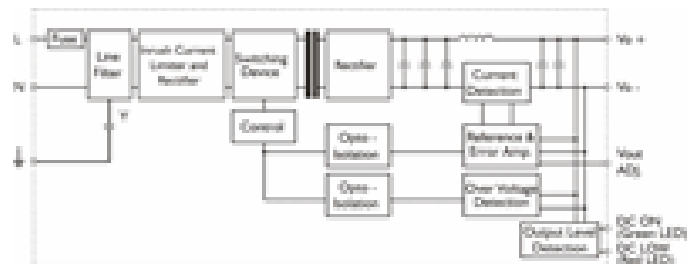 L
Fuse
Line
Filter
Inrush Current
Limiter and
Rectifier
Switching
Device
Rectifier
Vo +
N
Vo -
Current
Detection
Y
Control
Opto -
Isolation
Reference &
Error Amp.
Vout
ADJ.
Opto -
Isolation
Over Voltage
Detection
Output Level
Detection
DC ON
(Green LED)
DC LOW
(Red LED)